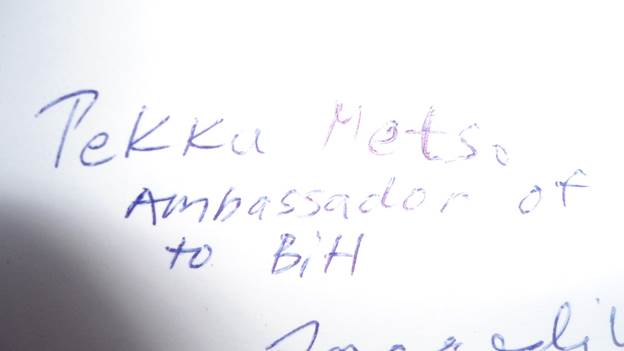 Pekka Metso
Ambassador of
to BiH